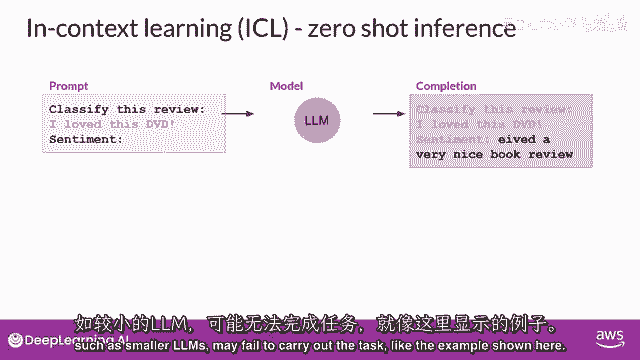 In-context learning (ICL) - zero shot inference
Prompt
Model
Completion
Classify this review:
I loved this DVD!
Sentiment:
LLM
Classify this review:
I loved this DVD!
Sentiment: eived a
very nice book review
如较小的LLM，可能无法完成任务，就像这里显示的例子。
such as smaller LLMs, may fail to carry out the task, like the example shown here.
DeepLearning.AI
aws